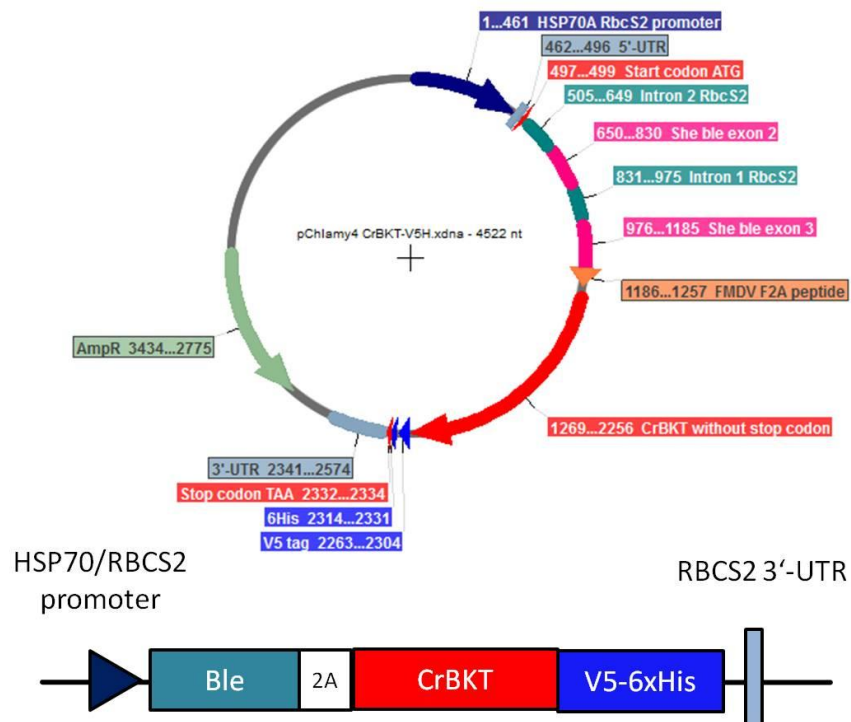 1...461 HSP70A RbcS2 promoter
462...496 5'-UTR
497...499 Start codon ATG
505...649 Intron 2 RbcS2
650...830 She ble exon 2
831...975 Intron 1 RbcS2
pChlamy4 CrBKT-V5H.xdna - 4522 nt
976...1185 She ble exon 3
1186...1257 FMDV F2A peptide
AmpR 3434...2775
1269...2256 CrBKT without stop codon
3'-UTR 2341...2574
Stop codon TAA 2332...2334
6His 2314...2331
V5 tag 2263...2304
HSP70/RBCS2
promoter
RBCS2 3‘-UTR
Ble
2A
CrBKT
V5-6xHis